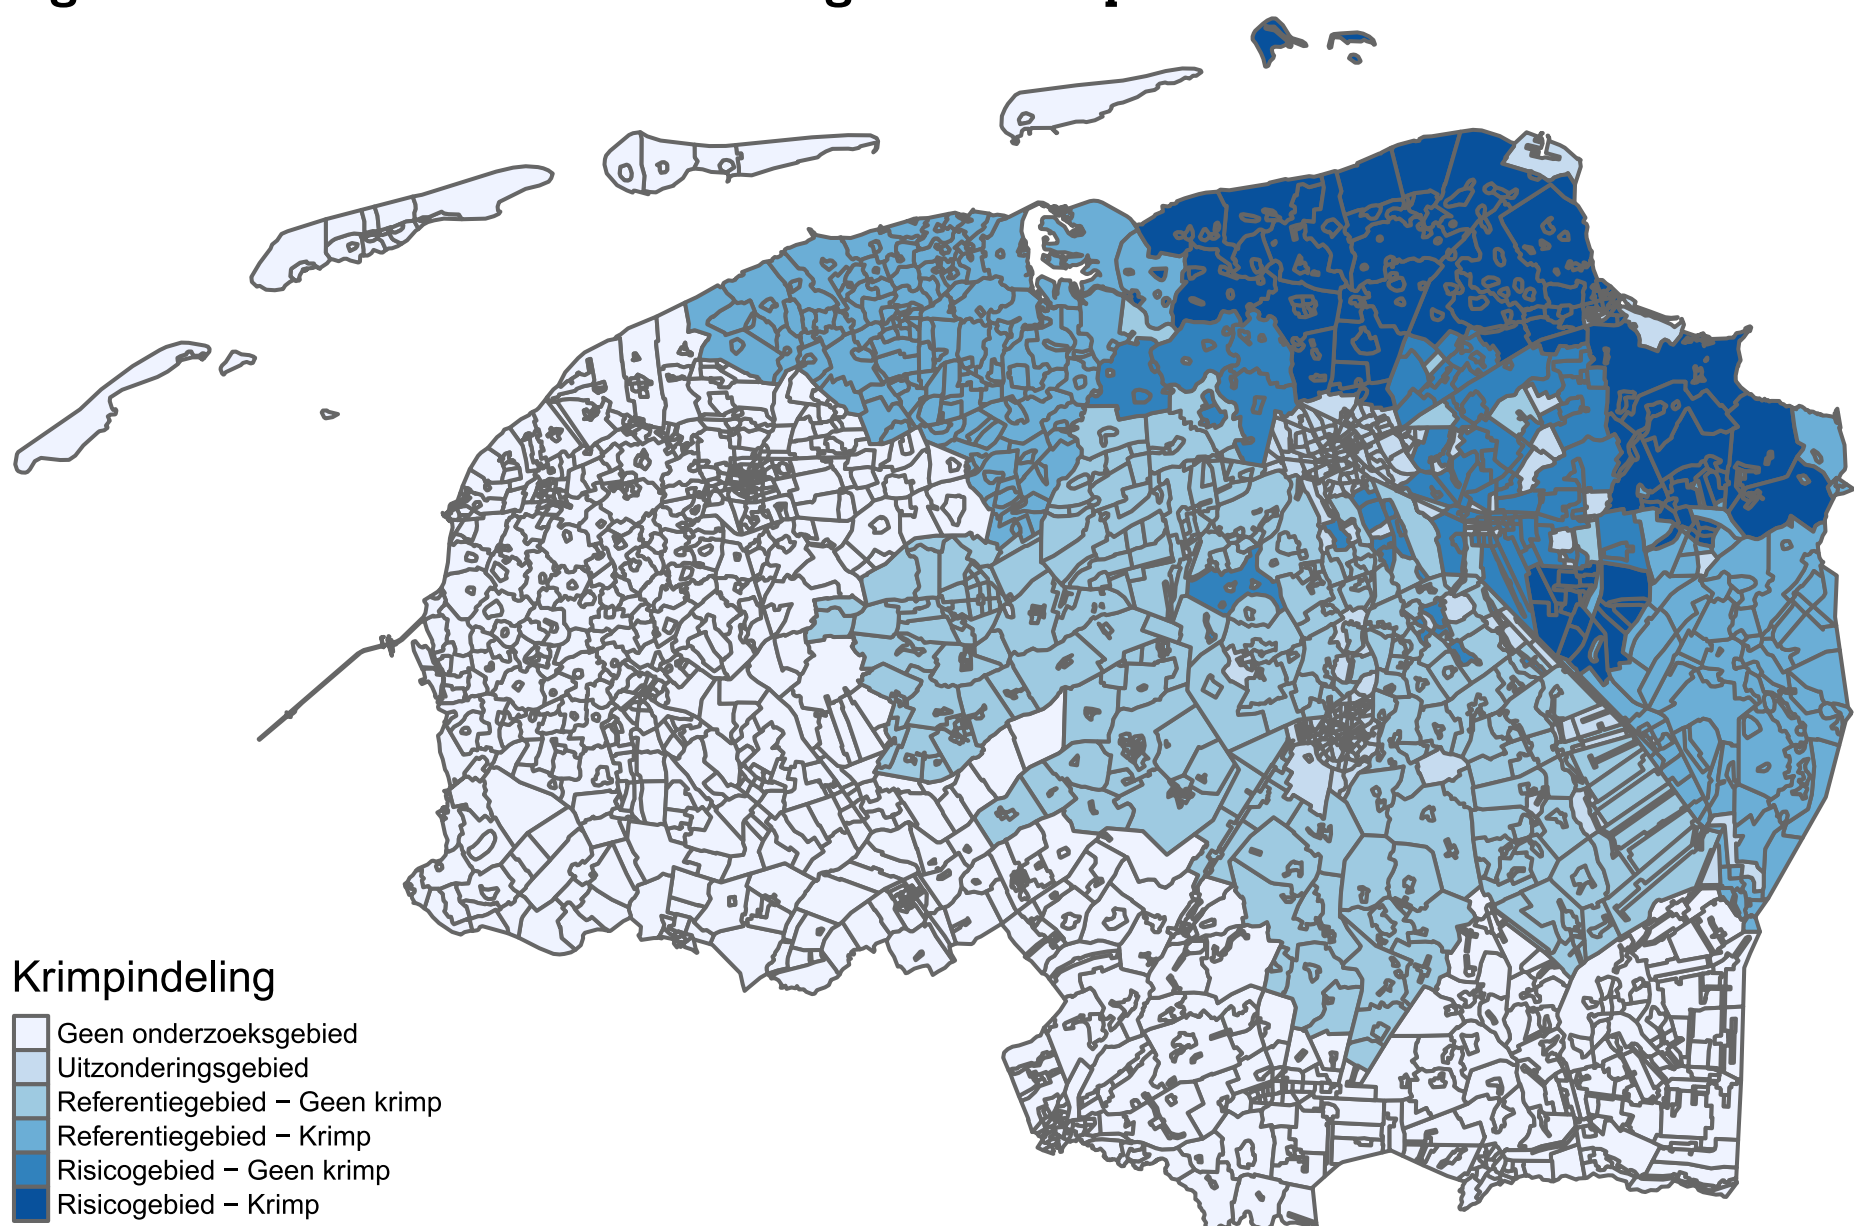 Krimpindeling
Geen onderzoeksgebied
Uitzonderingsgebied
Referentiegebied − Geen krimp
Referentiegebied − Krimp
Risicogebied − Geen krimp
Risicogebied − Krimp